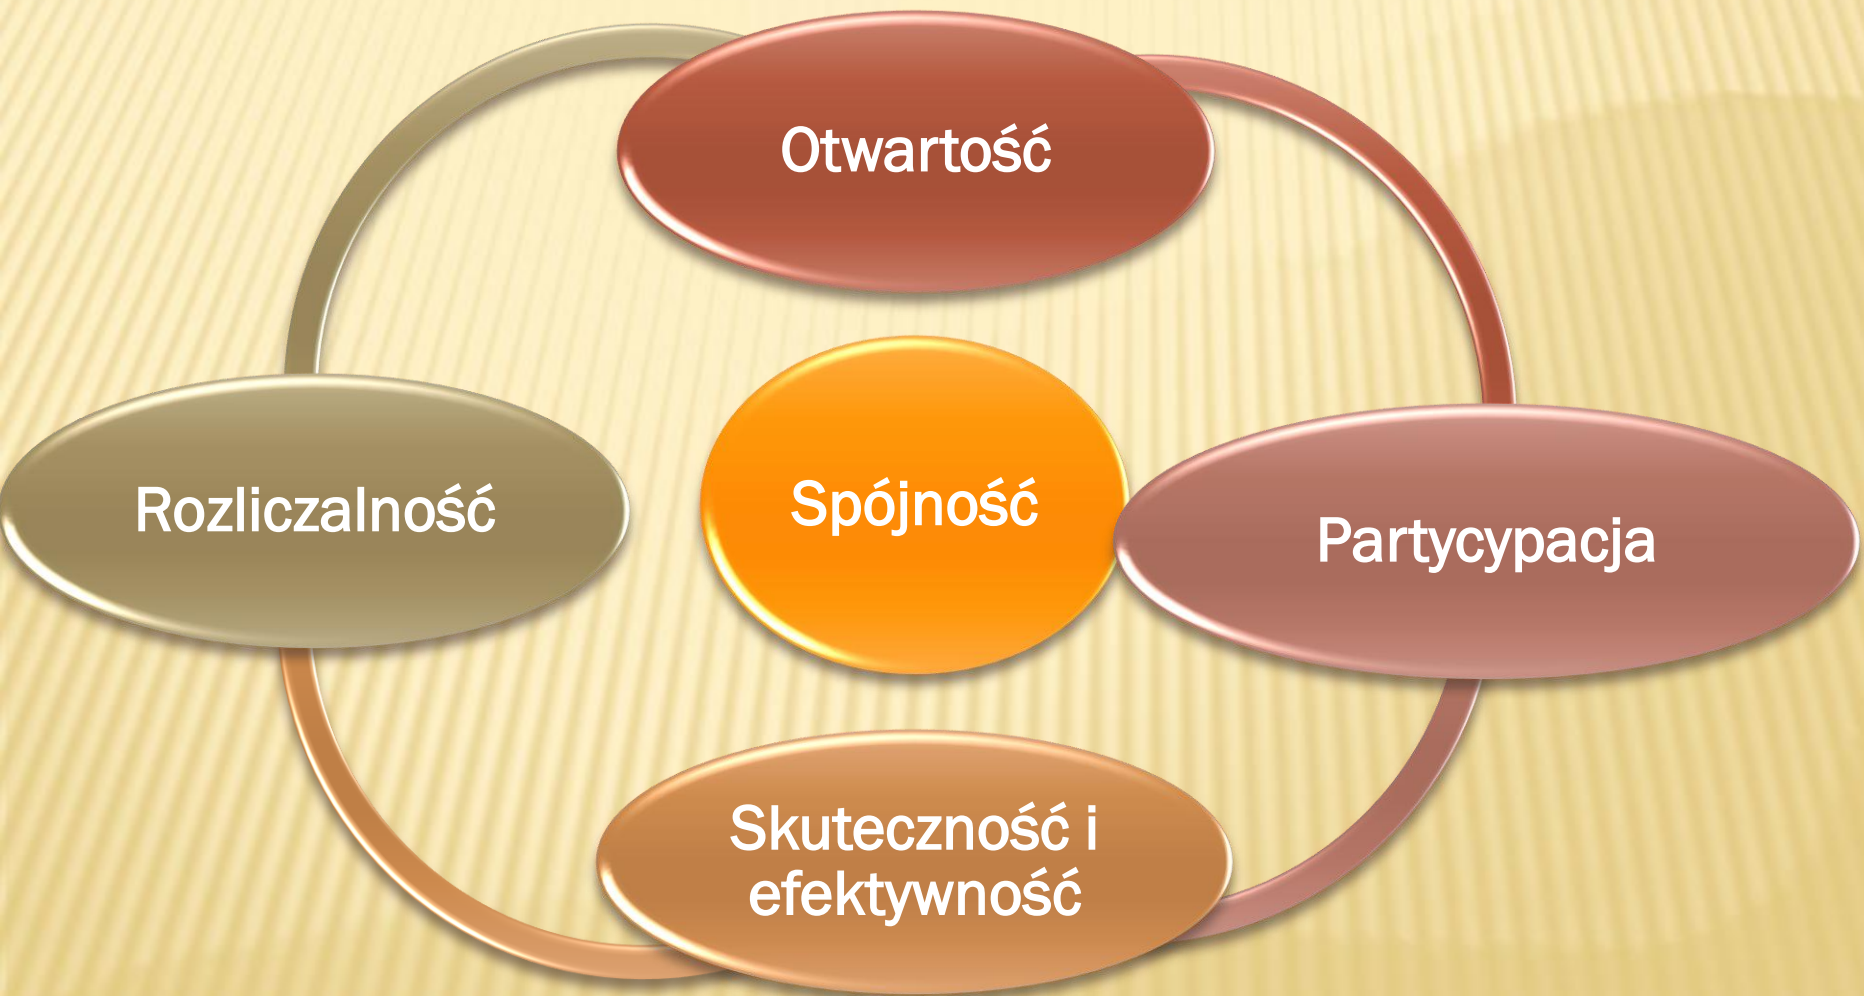 Otwartość
Rozliczalność
Spójność
Partycypacja
Skuteczność i
efektywność